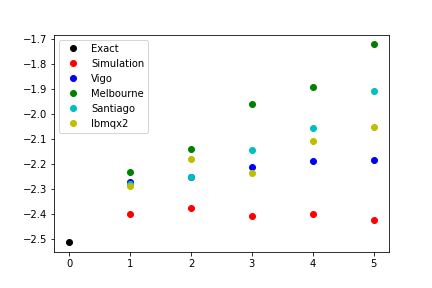 −1.7
−1.8
−1.9
−2.0
−2.1
−2.2
−2.3
−2.4
−2.5
Exact
Simulation
Vigo
Melbourne
Santiago
Ibmqx2
0 1 2 3 4 5